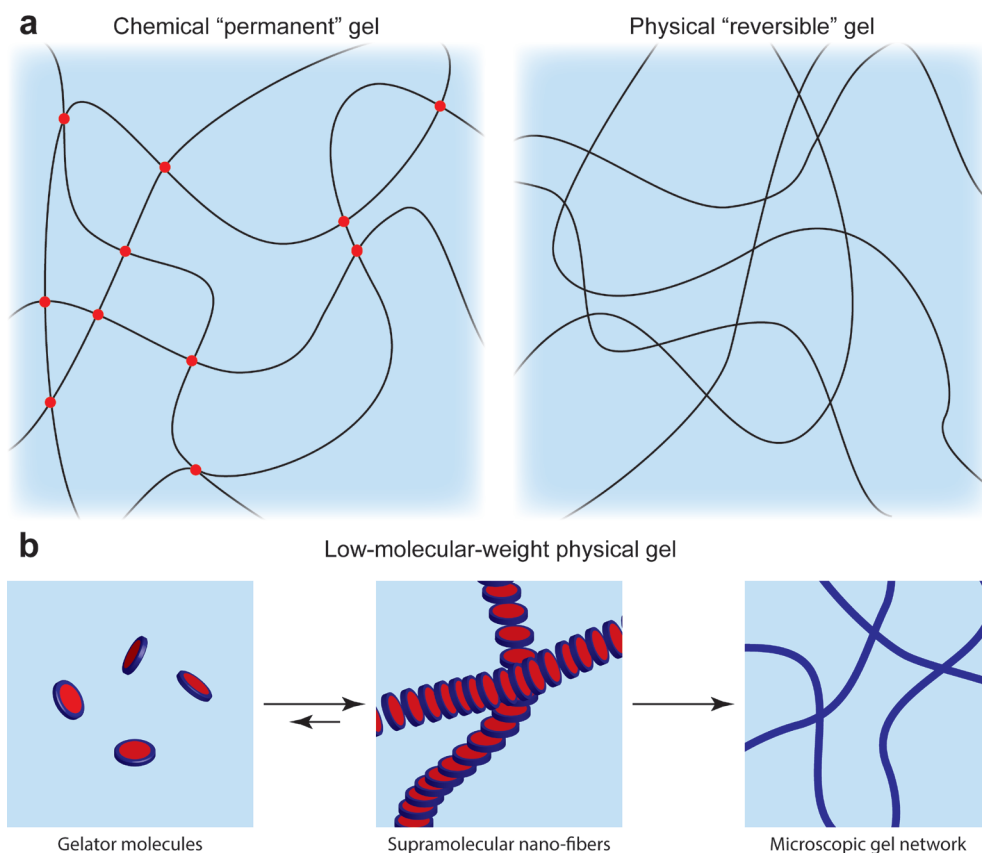 a
Chemical “permanent” gel
Physical “reversible” gel
b
Low-molecular-weight physical gel
Gelator molecules
Supramolecular nano-fibers
Microscopic gel network